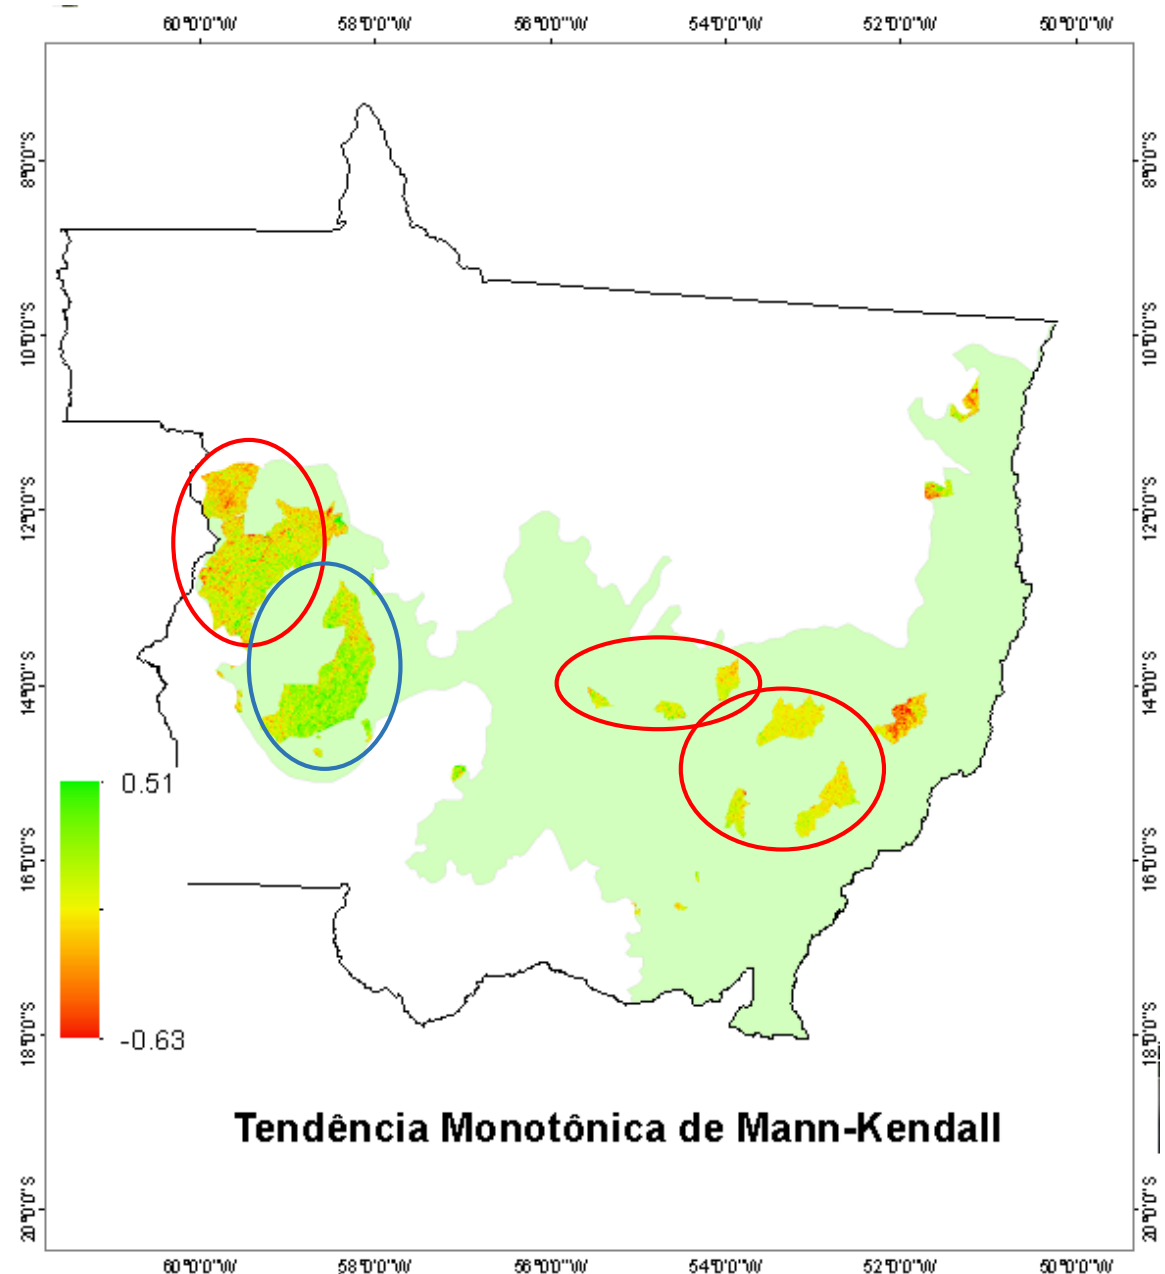 60°0'0"W 58°0'0"W 56°0'0"W 54°0'0"W 52°0'0"W 50°0'0"W
8°0'0"S 8°0'0"S
10°0'0"S 10°0'0"S
12°0'0"S 12°0'0"S
14°0'0"S 14°0'0"S
0.51
16°0'0"S 16°0'0"S
-0.63
18°0'0"S 18°0'0"S
Tendência Monotônica de Mann-Kendall
20°0'0"S 20°0'0"S
60°0'0"W 58°0'0"W 56°0'0"W 54°0'0"W 52°0'0"W 50°0'0"W